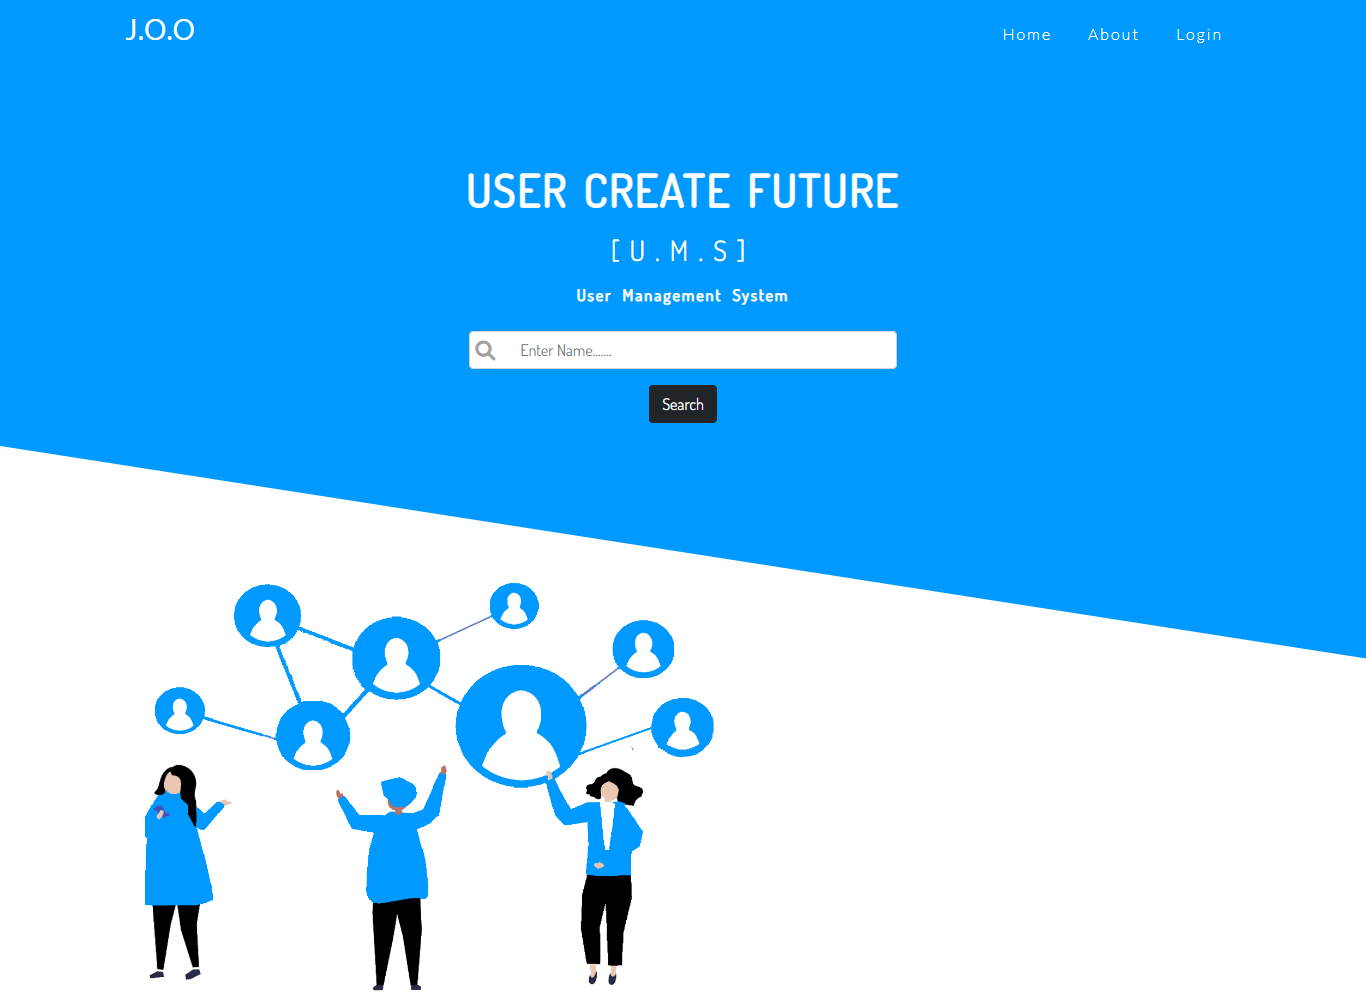 J.O.O
Home About Login
USER CREATE FUTURE
[U.M.S]
User Management System
Enter Name.......
Search